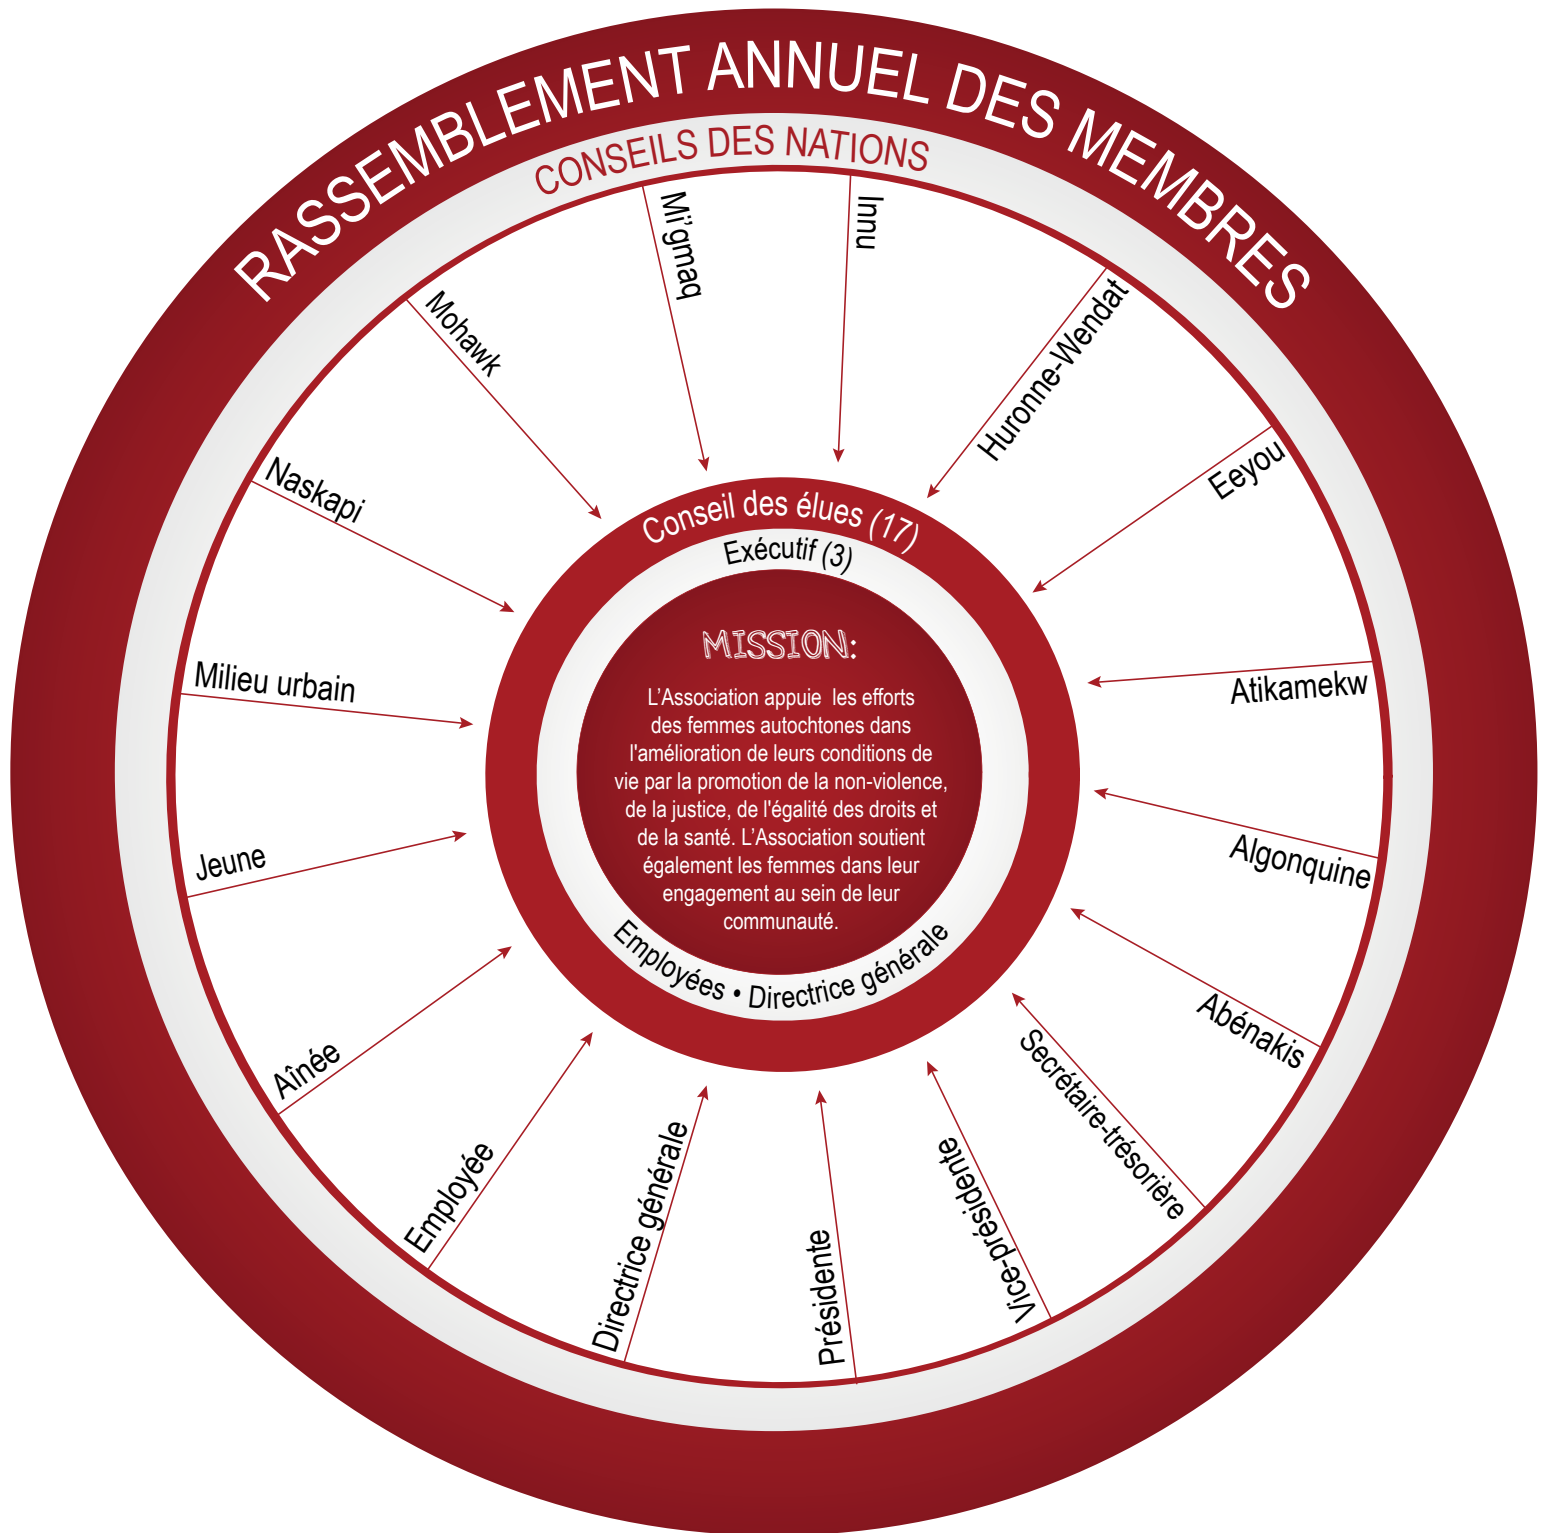 RASSEMBLEMENT ANNUEL DES MEMBRES
CONSEILS DES NATIONS
Mi'gmaq
Innu
Huronne-Wendat
Eeyou
Atikamekw
Algonquine
Abénakis
Secrétaire-trésorière
Vice-présidente
Présidente
Directrice générale
Employée
Aînée
Jeune
Milieu urbain
Naskapi
Mohawk
Conseil des élues (17)
Exécutif (3)
MISSION:
L'Association appuie les efforts
des femmes autochtones dans
l'amélioration de leurs conditions de
vie par la promotion de la non-violence,
de la justice, de l'égalité des droits et
de la santé. L'Association soutient
également les femmes dans leur
engagement au sein de leur
communauté.
Employées • Directrice générale